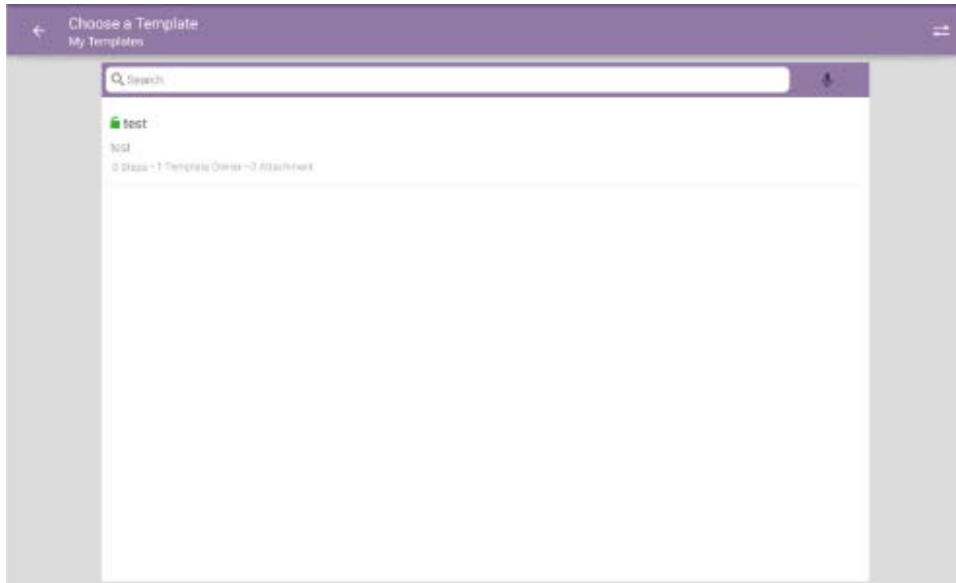 Choose a Template
My Templates
Search
test
test
0 Steps • 1 Template Owner • 0 Attachment